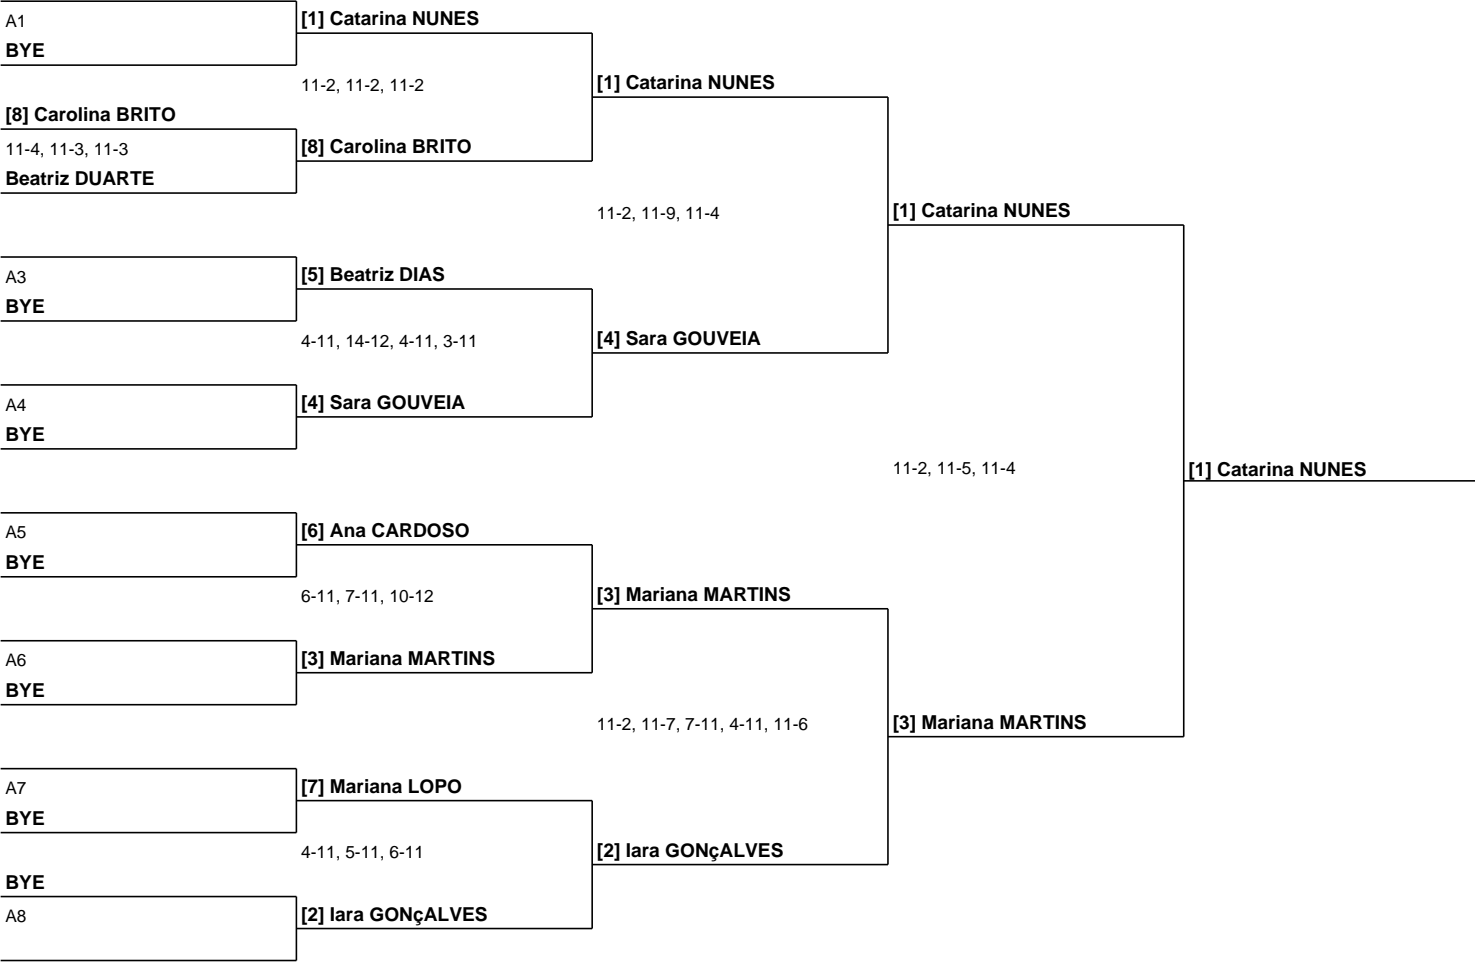 A1
BYE
[1] Catarina NUNES
11-2, 11-2, 11-2
[8] Carolina BRITO
11-4, 11-3, 11-3
Beatriz DUARTE
[8] Carolina BRITO
[1] Catarina NUNES
11-2, 11-9, 11-4
A3
BYE
[5] Beatriz DIAS
4-11, 14-12, 4-11, 3-11
A4
BYE
[4] Sara GOUVEIA
[4] Sara GOUVEIA
[1] Catarina NUNES
11-2, 11-5, 11-4
[1] Catarina NUNES
A5
BYE
[6] Ana CARDOSO
6-11, 7-11, 10-12
A6
BYE
[3] Mariana MARTINS
[3] Mariana MARTINS
11-2, 11-7, 7-11, 4-11, 11-6
[3] Mariana MARTINS
A7
BYE
[7] Mariana LOPO
4-11, 5-11, 6-11
BYE
A8
[2] Iara GONçALVES
[2] Iara GONçALVES